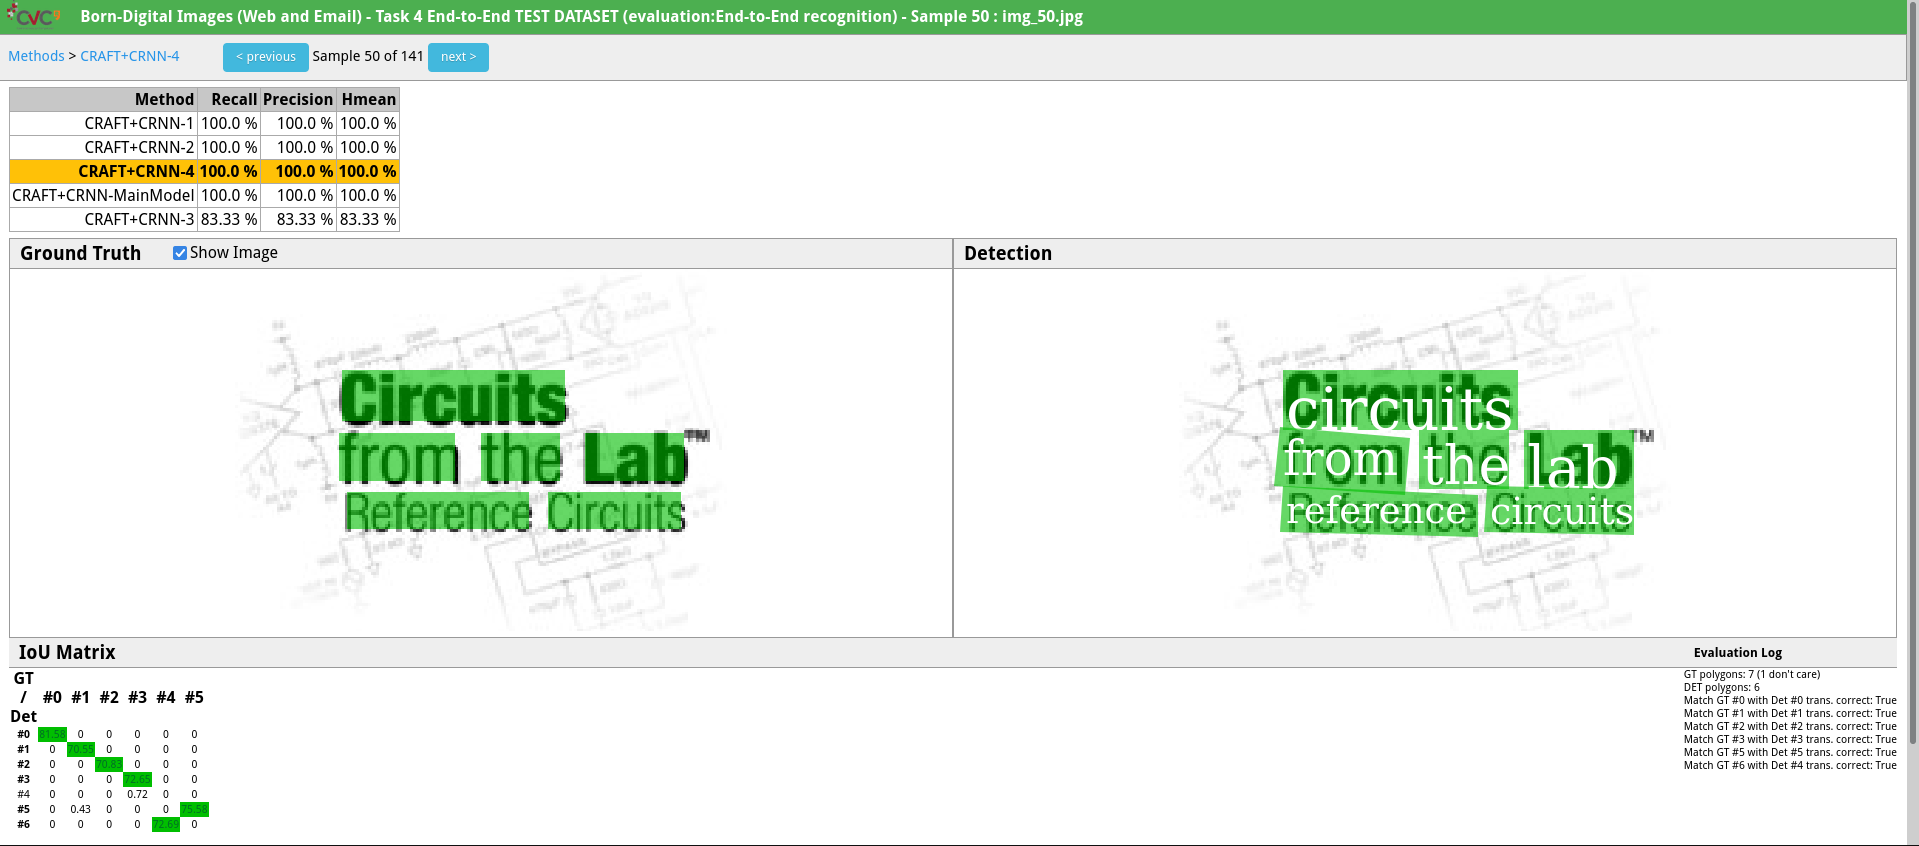 CVC
Born-Digital Images (Web and Email) - Task 4 End-to-End TEST DATASET (evaluation:End-to-End recognition) - Sample 50 : img_50.jpg
Methods > CRAFT+CRNN-4 < previous Sample 50 of 141 next >
Method Recall Precision Hmean
CRAFT+CRNN-1 100.0 % 100.0 % 100.0 %
CRAFT+CRNN-2 100.0 % 100.0 % 100.0 %
CRAFT+CRNN-4 100.0 % 100.0 % 100.0 %
CRAFT+CRNN-MainModel 100.0 % 100.0 % 100.0 %
CRAFT+CRNN-3 83.33 % 83.33 % 83.33 %
Ground Truth Show Image
Circuits
from the Lab™
Reference Circuits
Detection
circuits
from the lab ™
reference circuits
IoU Matrix
GT
/ #0 #1 #2 #3 #4 #5
Det
#0 81.58 0 0 0 0 0
#1 0 70.55 0 0 0 0
#2 0 0 70.83 0 0 0
#3 0 0 0 72.65 0 0
#4 0 0 0 0.72 0 0
#5 0 0.43 0 0 0 75.58
#6 0 0 0 0 72.69 0
Evaluation Log
GT polygons: 7 (1 don't care)
DET polygons: 6
Match GT #0 with Det #0 trans. correct: True
Match GT #1 with Det #1 trans. correct: True
Match GT #2 with Det #2 trans. correct: True
Match GT #3 with Det #3 trans. correct: True
Match GT #5 with Det #5 trans. correct: True
Match GT #6 with Det #4 trans. correct: True